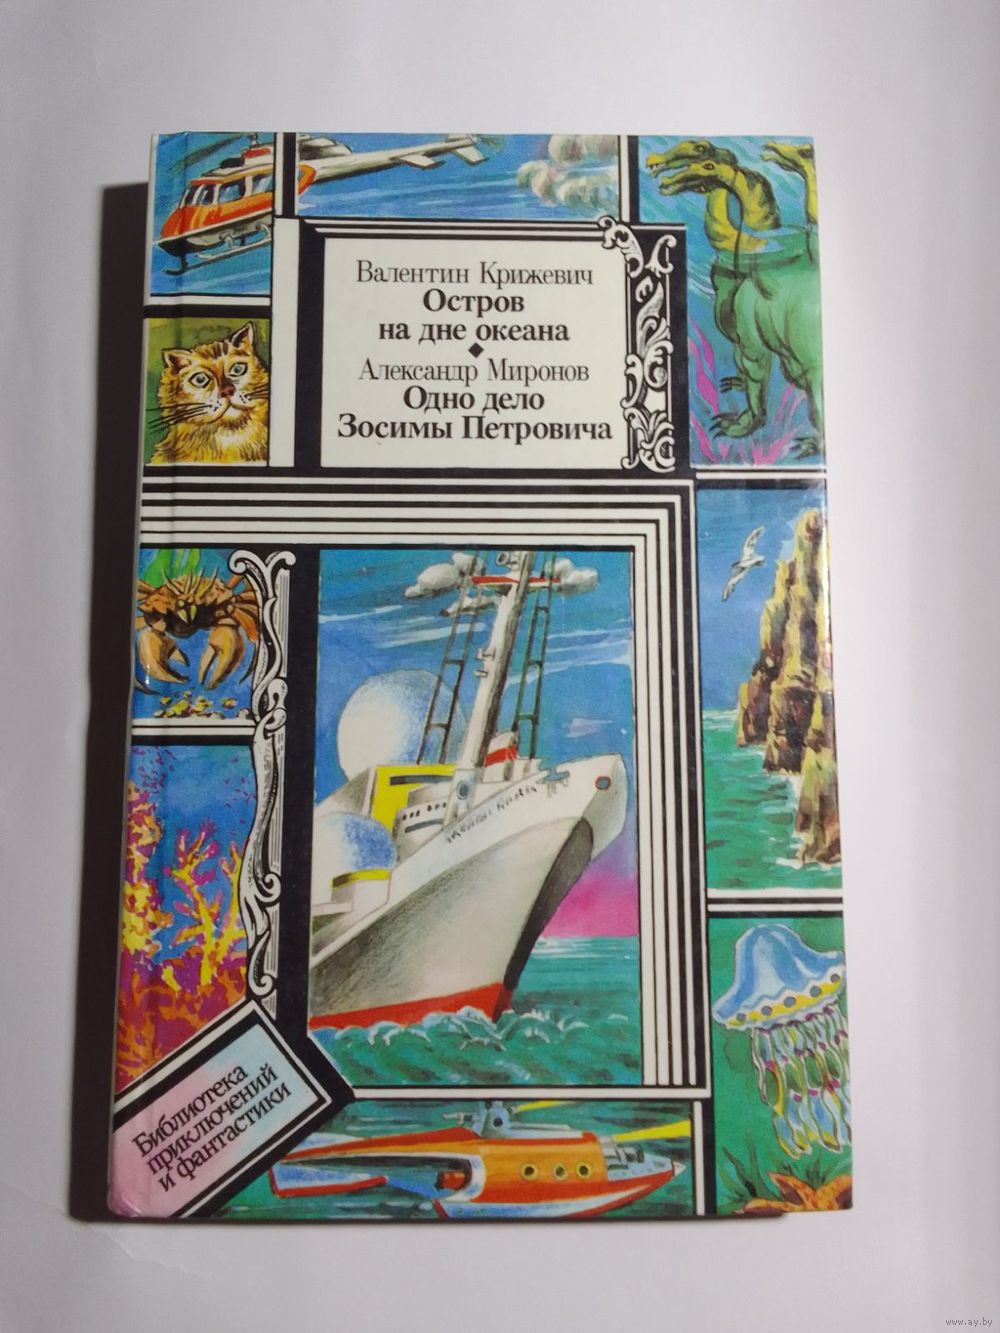 Валентин Крижевич
Остров
на дне океана
Александр Миронов
Одно дело
Зосимы Петровича
Библиотека
приключений
и фантастики
www.ay.by